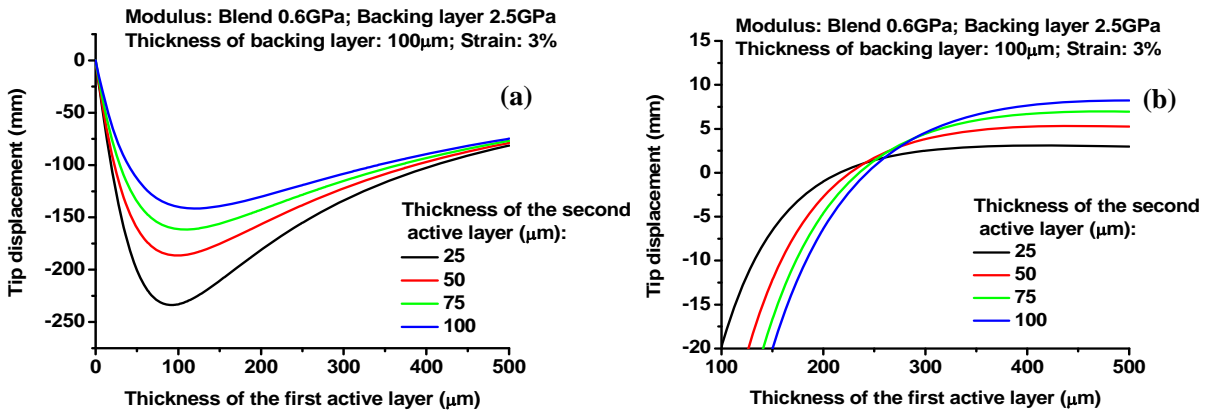 Modulus: Blend 0.6GPa; Backing layer 2.5GPa
Thickness of backing layer: 100μm; Strain: 3%
(a)
Tip displacement (mm)
0
-50
-100
-150
-200
-250
Thickness of the second
active layer (μm):
25
50
75
100
0 100 200 300 400 500
Thickness of the first active layer (μm)
Modulus: Blend 0.6GPa; Backing layer 2.5GPa
Thickness of backing layer: 100μm; Strain: 3%
(b)
Tip displacement (mm)
15
10
5
0
-5
-10
-15
-20
Thickness of the second
active layer (μm):
25
50
75
100
100 200 300 400 500
Thickness of the first active layer (μm)